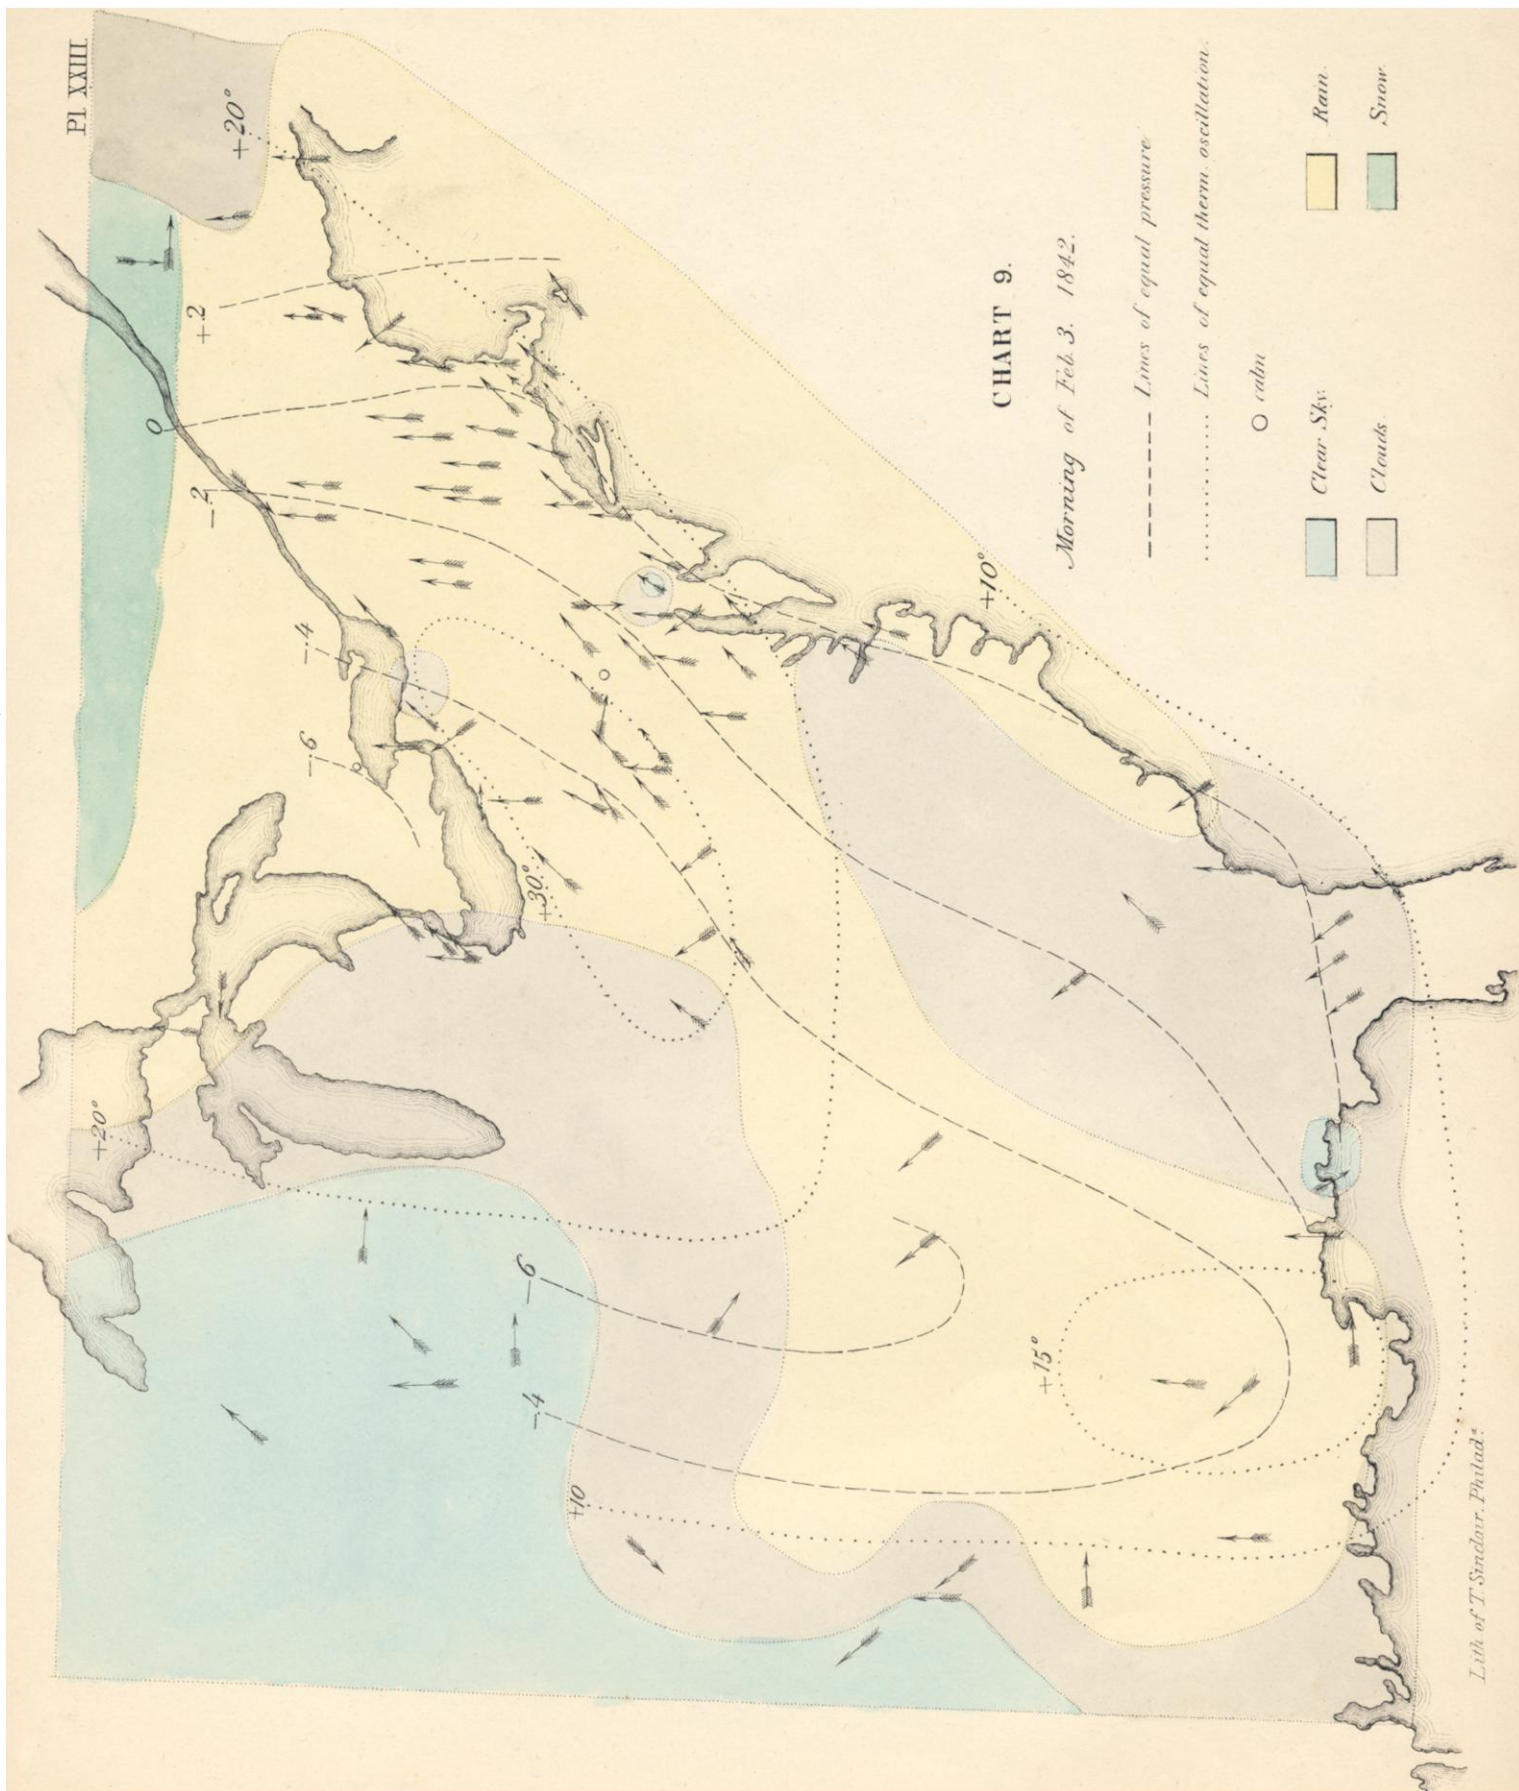 Pl XXIII
+20°
+.2
0
-.2
-.4
-.6
+30°
+20°
-.6
-.4
+10
+15°
+10°
CHART 9.
Morning of Feb. 3. 1842.
Lines of equal pressure
Lines of equal therm. oscillation.
calm
Clear Sky.
Rain.
Clouds.
Snow.
Lith of T. Sinclair. Philad.ª